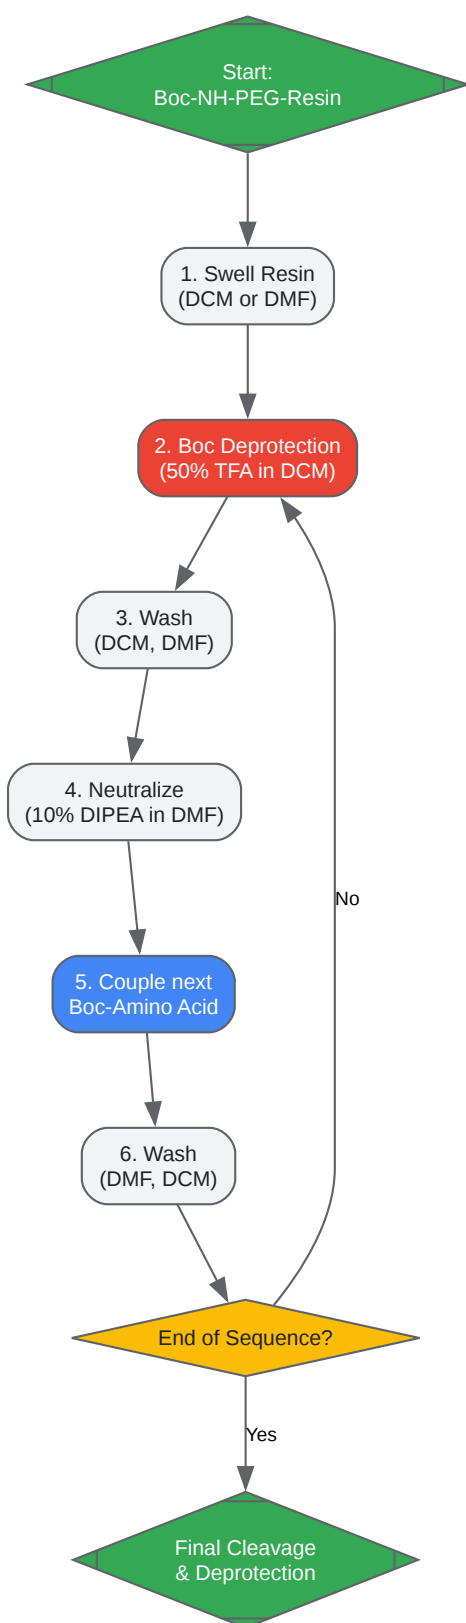 Start:
Boc-NH-PEG-Resin
1. Swell Resin
(DCM or DMF)
2. Boc Deprotection
(50% TFA in DCM)
3. Wash
(DCM, DMF)
4. Neutralize
(10% DIPEA in DMF)
No
5. Couple next
Boc-Amino Acid
6. Wash
(DMF, DCM)
End of Sequence?
Yes
Final Cleavage
& Deprotection